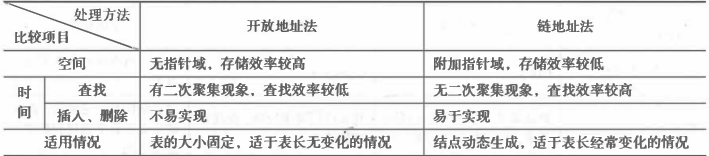 处理方法
比较项目
开放地址法
链地址法
空间
无指针域，存储效率较高
附加指针域，存储效率较低
时间
查找
有二次聚集现象，查找效率较低
无二次聚集现象，查找效率较高
插入、删除
不易实现
易于实现
适用情况
表的大小固定，适于表长无变化的情况
结点动态生成，适于表长经常变化的情况